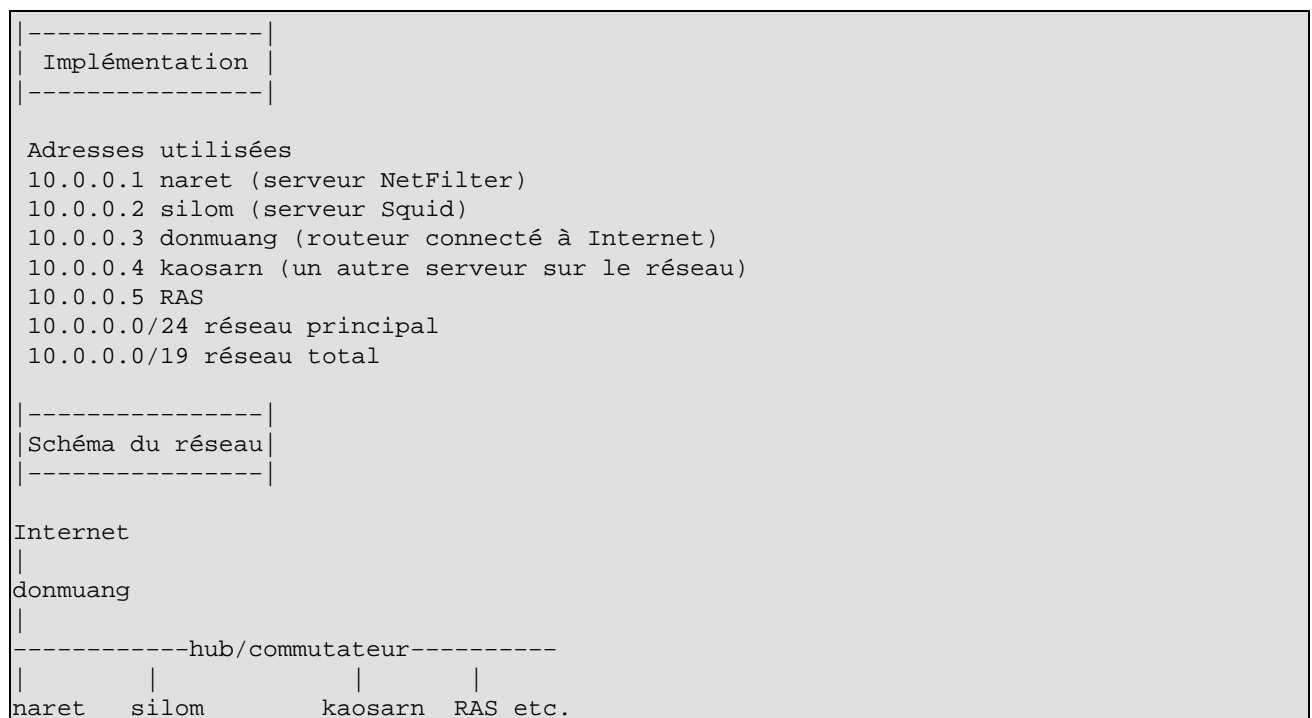 |----------------|
| Implémentation |
|----------------|
Adresses utilisées
10.0.0.1 naret (serveur NetFilter)
10.0.0.2 silom (serveur Squid)
10.0.0.3 donmuang (routeur connecté à Internet)
10.0.0.4 kaosarn (un autre serveur sur le réseau)
10.0.0.5 RAS
10.0.0.0/24 réseau principal
10.0.0.0/19 réseau total
|----------------|
|Schéma du réseau|
|----------------|
Internet
|
donmuang
|
------------hub/commutateur----------
| | | |
naret silom kaosarn RAS etc.